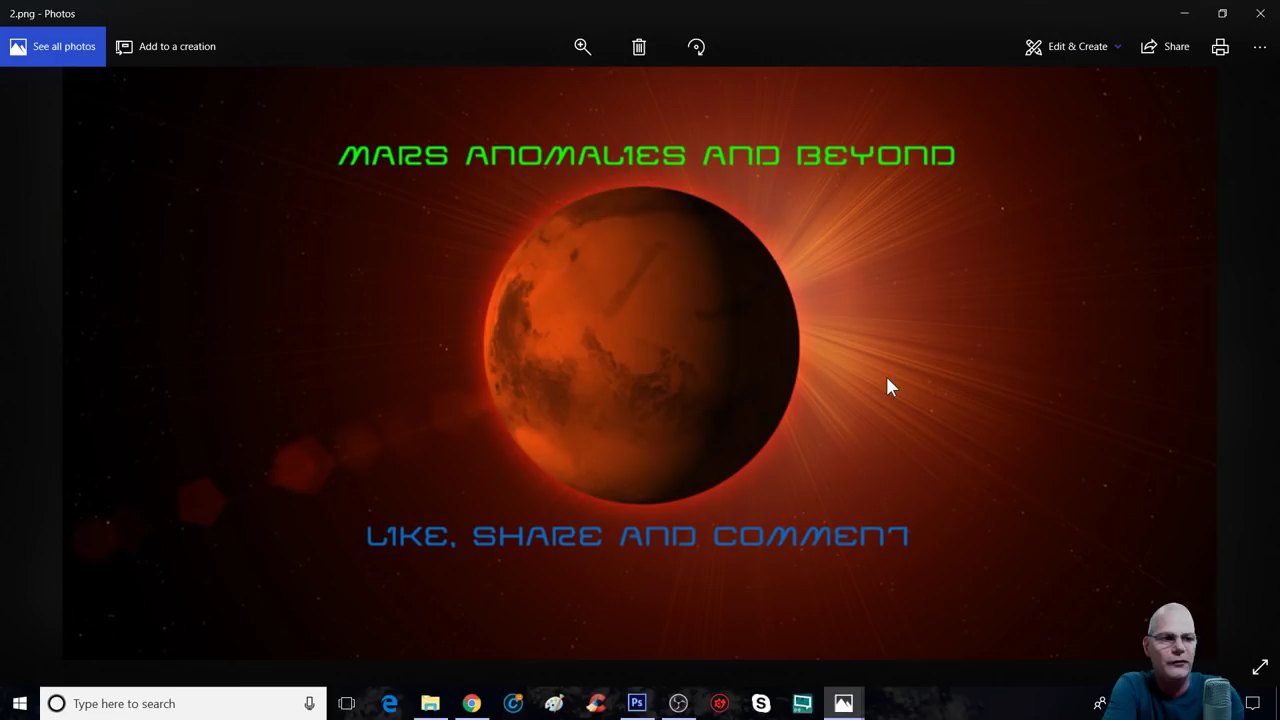 2.png - Photos
See all photos
Add to a creation
Edit & Create
Share
MARS ANOMALIES AND BEYOND
LIKE, SHARE AND COMMENT
Type here to search
Ps